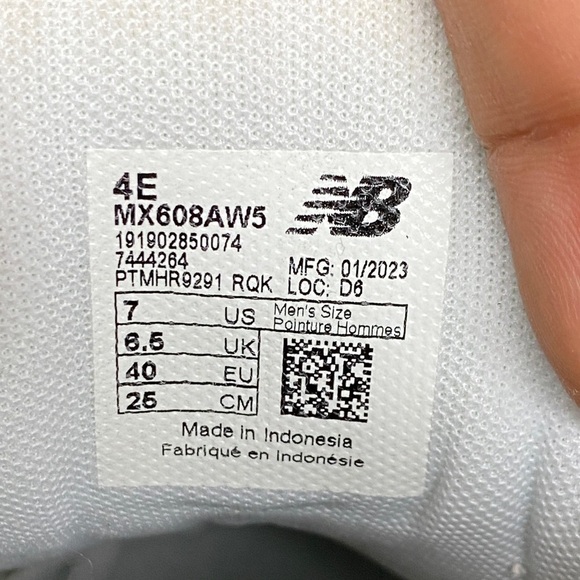 4E
MX608AW5
191902850074
7444264
PTMHR9291 RQK
NB
MFG: 01/2023
LOC: D6
7 US
Men's Size
Pointure Hommes
6.5 UK
40 EU
25 CM
Made in Indonesia
Fabriqué en Indonésie